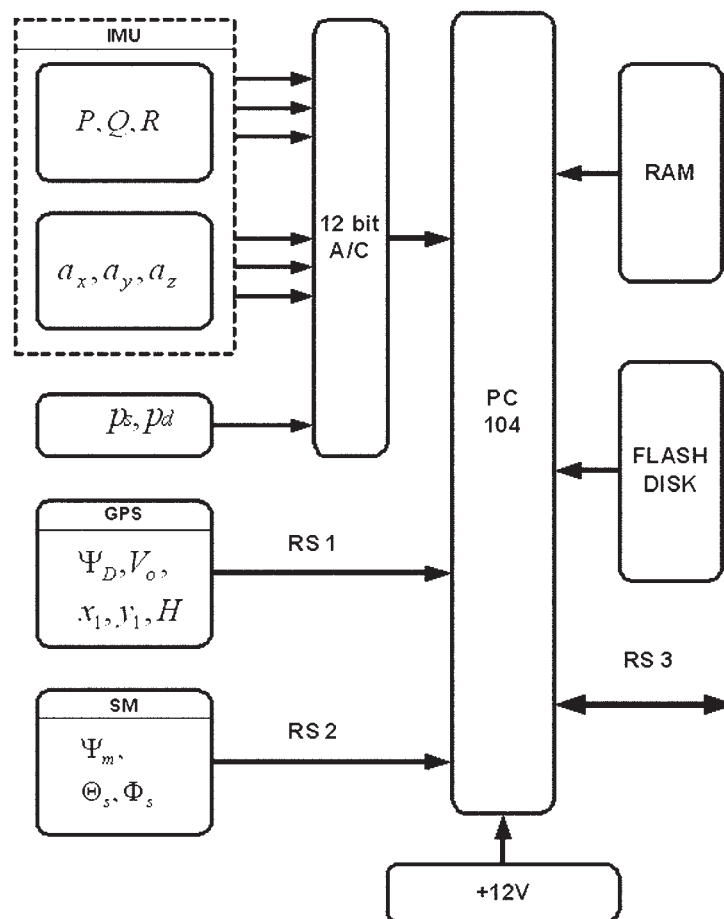 IMU
P, Q, R
a_x, a_y, a_z
12 bit
A/C
p_s, p_d
GPS
Ψ_D, V_o,
x_1, y_1, H
RS 1
SM
Ψ_m,
Θ_s, Φ_s
RS 2
PC
104
RAM
FLASH
DISK
RS 3
+12V